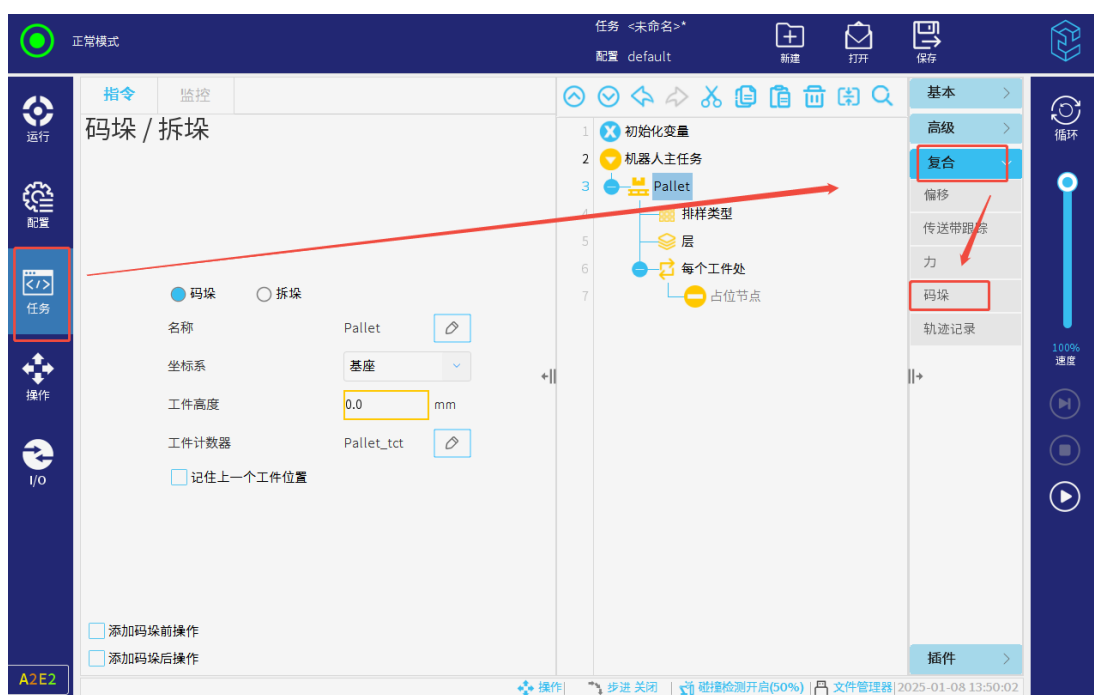 正常模式
任务 <未命名>*
配置 default
新建
打开
保存
运行
配置
任务
操作
I/O
A2E2
指令 监控
码垛 / 拆垛
码垛 拆垛
名称 Pallet
坐标系 基座
工件高度 0.0 mm
工件计数器 Pallet_tct
记住上一个工件位置
添加码垛前操作
添加码垛后操作
1 初始化变量
2 机器人主任务
3 Pallet
4 排样类型
5 层
6 每个工件处
7 占位节点
基本
高级
复合
偏移
传送带跟踪
力
码垛
轨迹记录
插件
循环
100%
速度
操作 步进 关闭 碰撞检测开启(50%) 文件管理器 2025-01-08 13:50:02